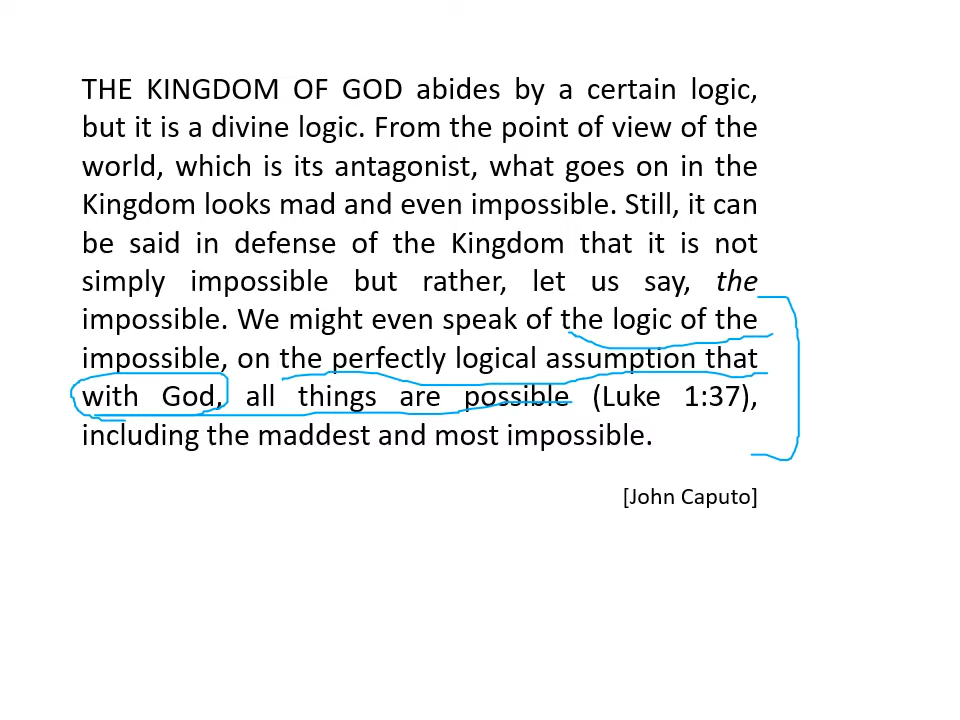 THE KINGDOM OF GOD abides by a certain logic,
but it is a divine logic. From the point of view of the
world, which is its antagonist, what goes on in the
Kingdom looks mad and even impossible. Still, it can
be said in defense of the Kingdom that it is not
simply impossible but rather, let us say, the
impossible. We might even speak of the logic of the
impossible, on the perfectly logical assumption that
with God, all things are possible (Luke 1:37),
including the maddest and most impossible.
[John Caputo]